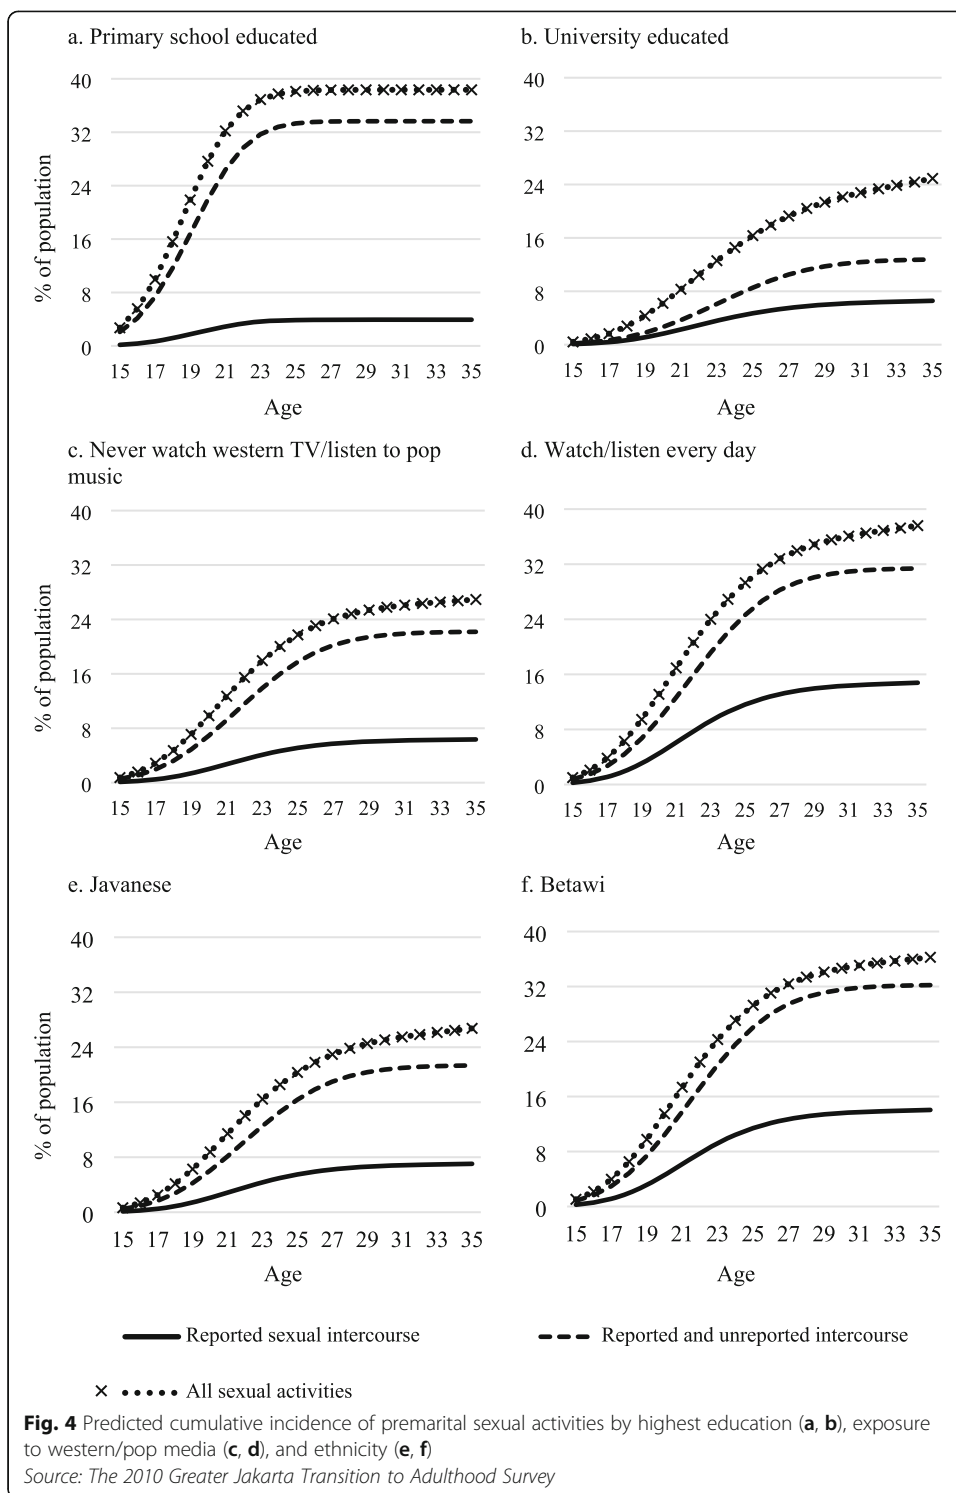 a. Primary school educated
40
32
24
16
8
0
% of population
15 17 19 21 23 25 27 29 31 33 35
Age
b. University educated
40
32
24
16
8
0
15 17 19 21 23 25 27 29 31 33 35
Age
c. Never watch western TV/listen to pop
music
40
32
24
16
8
0
% of population
15 17 19 21 23 25 27 29 31 33 35
Age
d. Watch/listen every day
40
32
24
16
8
0
15 17 19 21 23 25 27 29 31 33 35
Age
e. Javanese
40
32
24
16
8
0
% of population
15 17 19 21 23 25 27 29 31 33 35
Age
f. Betawi
40
32
24
16
8
0
15 17 19 21 23 25 27 29 31 33 35
Age
Reported sexual intercourse
Reported and unreported intercourse
All sexual activities
Fig. 4 Predicted cumulative incidence of premarital sexual activities by highest education (a, b), exposure
to western/pop media (c, d), and ethnicity (e, f)
Source: The 2010 Greater Jakarta Transition to Adulthood Survey